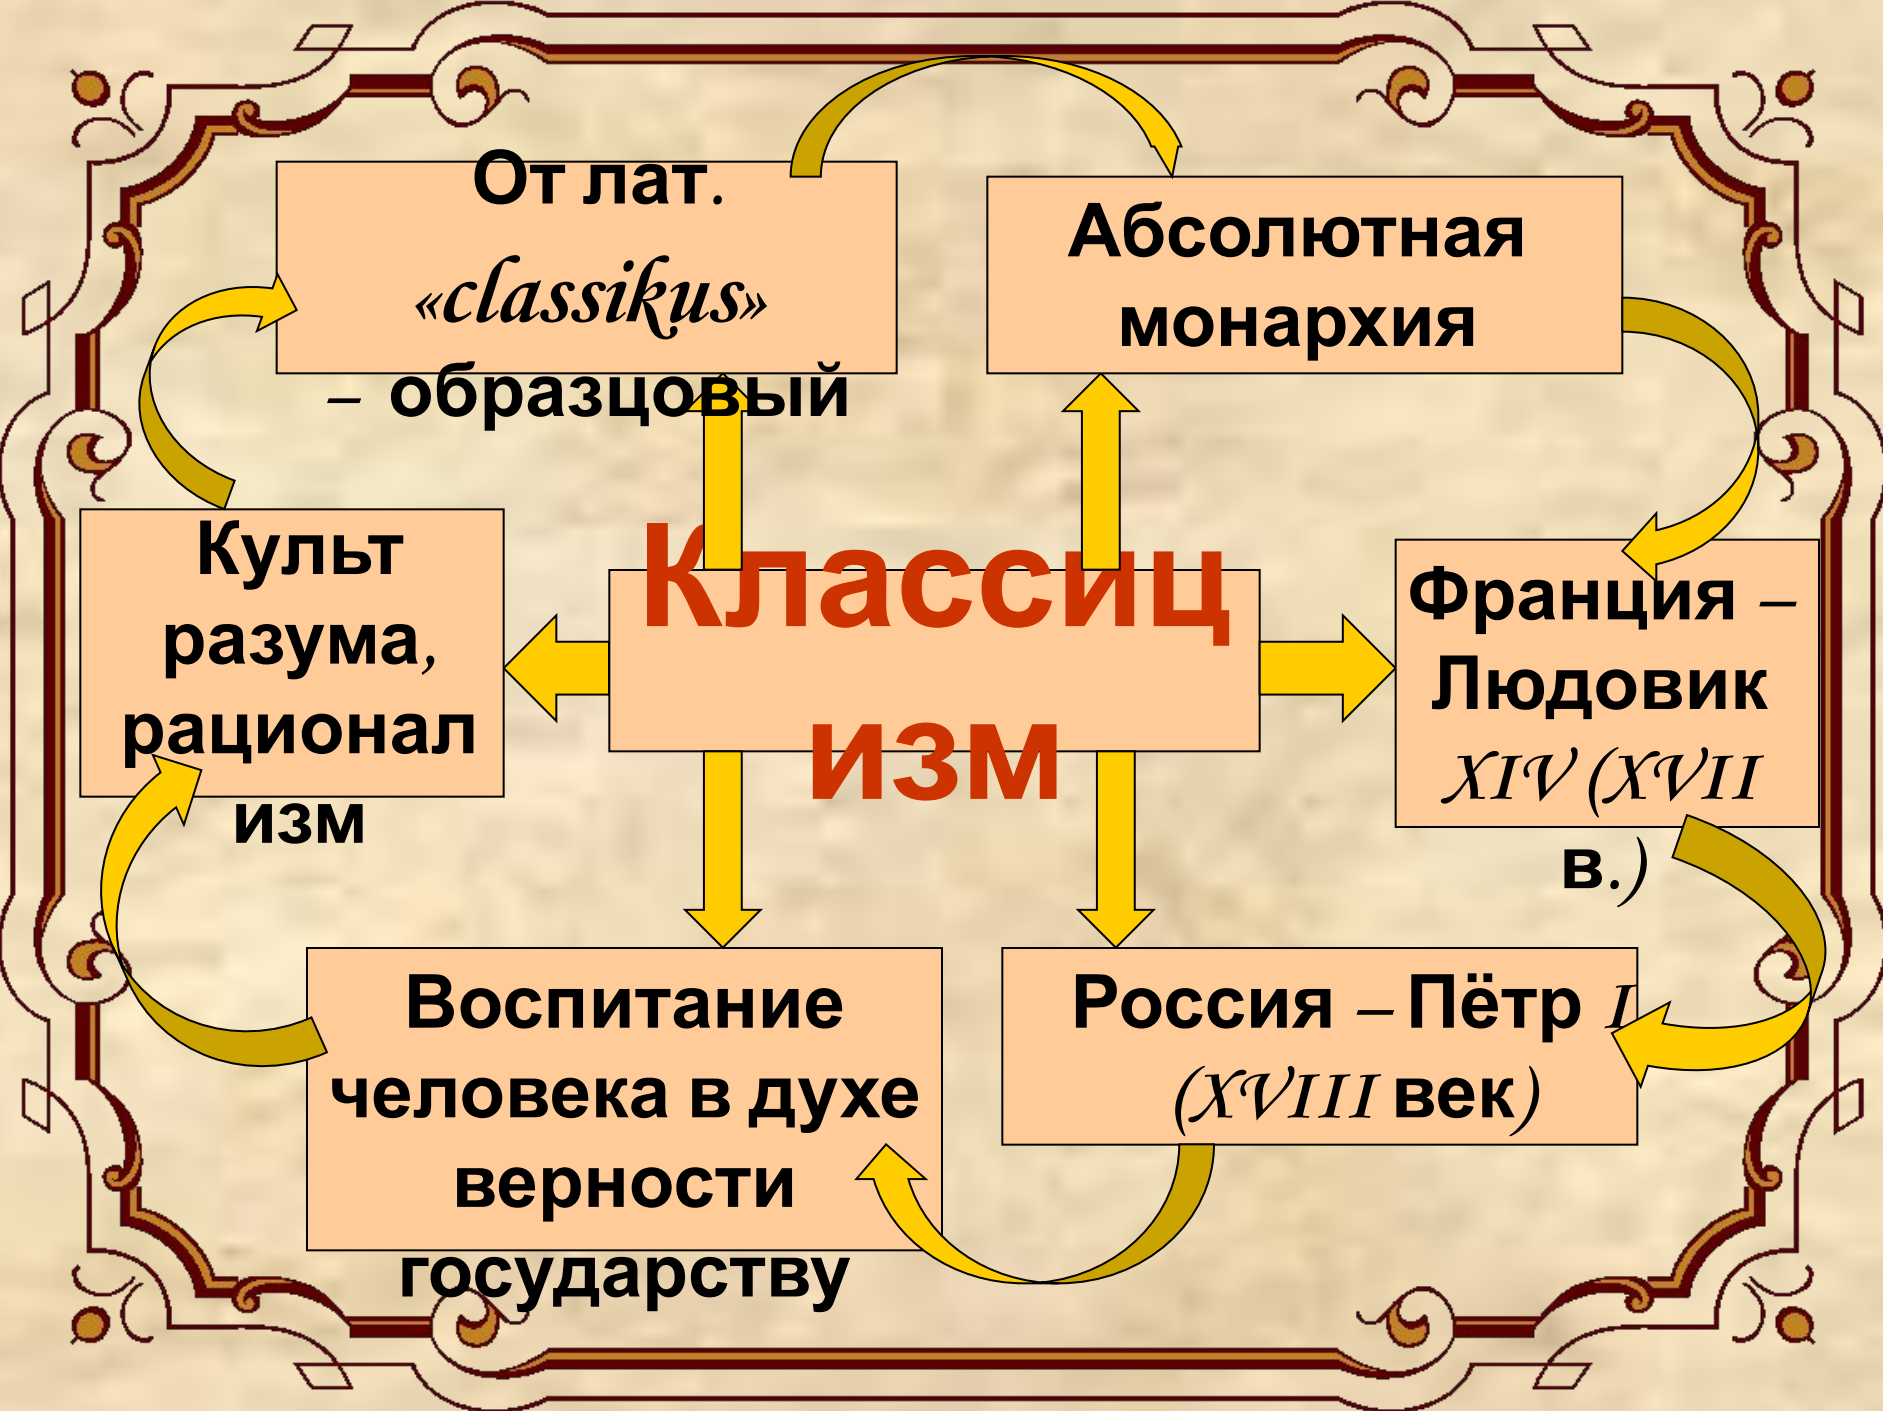 От лат.
«classikus»
– образцовый
Абсолютная
монархия
Культ
разума,
рационал
изм
Классиц
изм
Франция –
Людовик
XIV (XVII
в.)
Воспитание
человека в духе
верности
государству
Россия – Пётр I
(XVIII век)